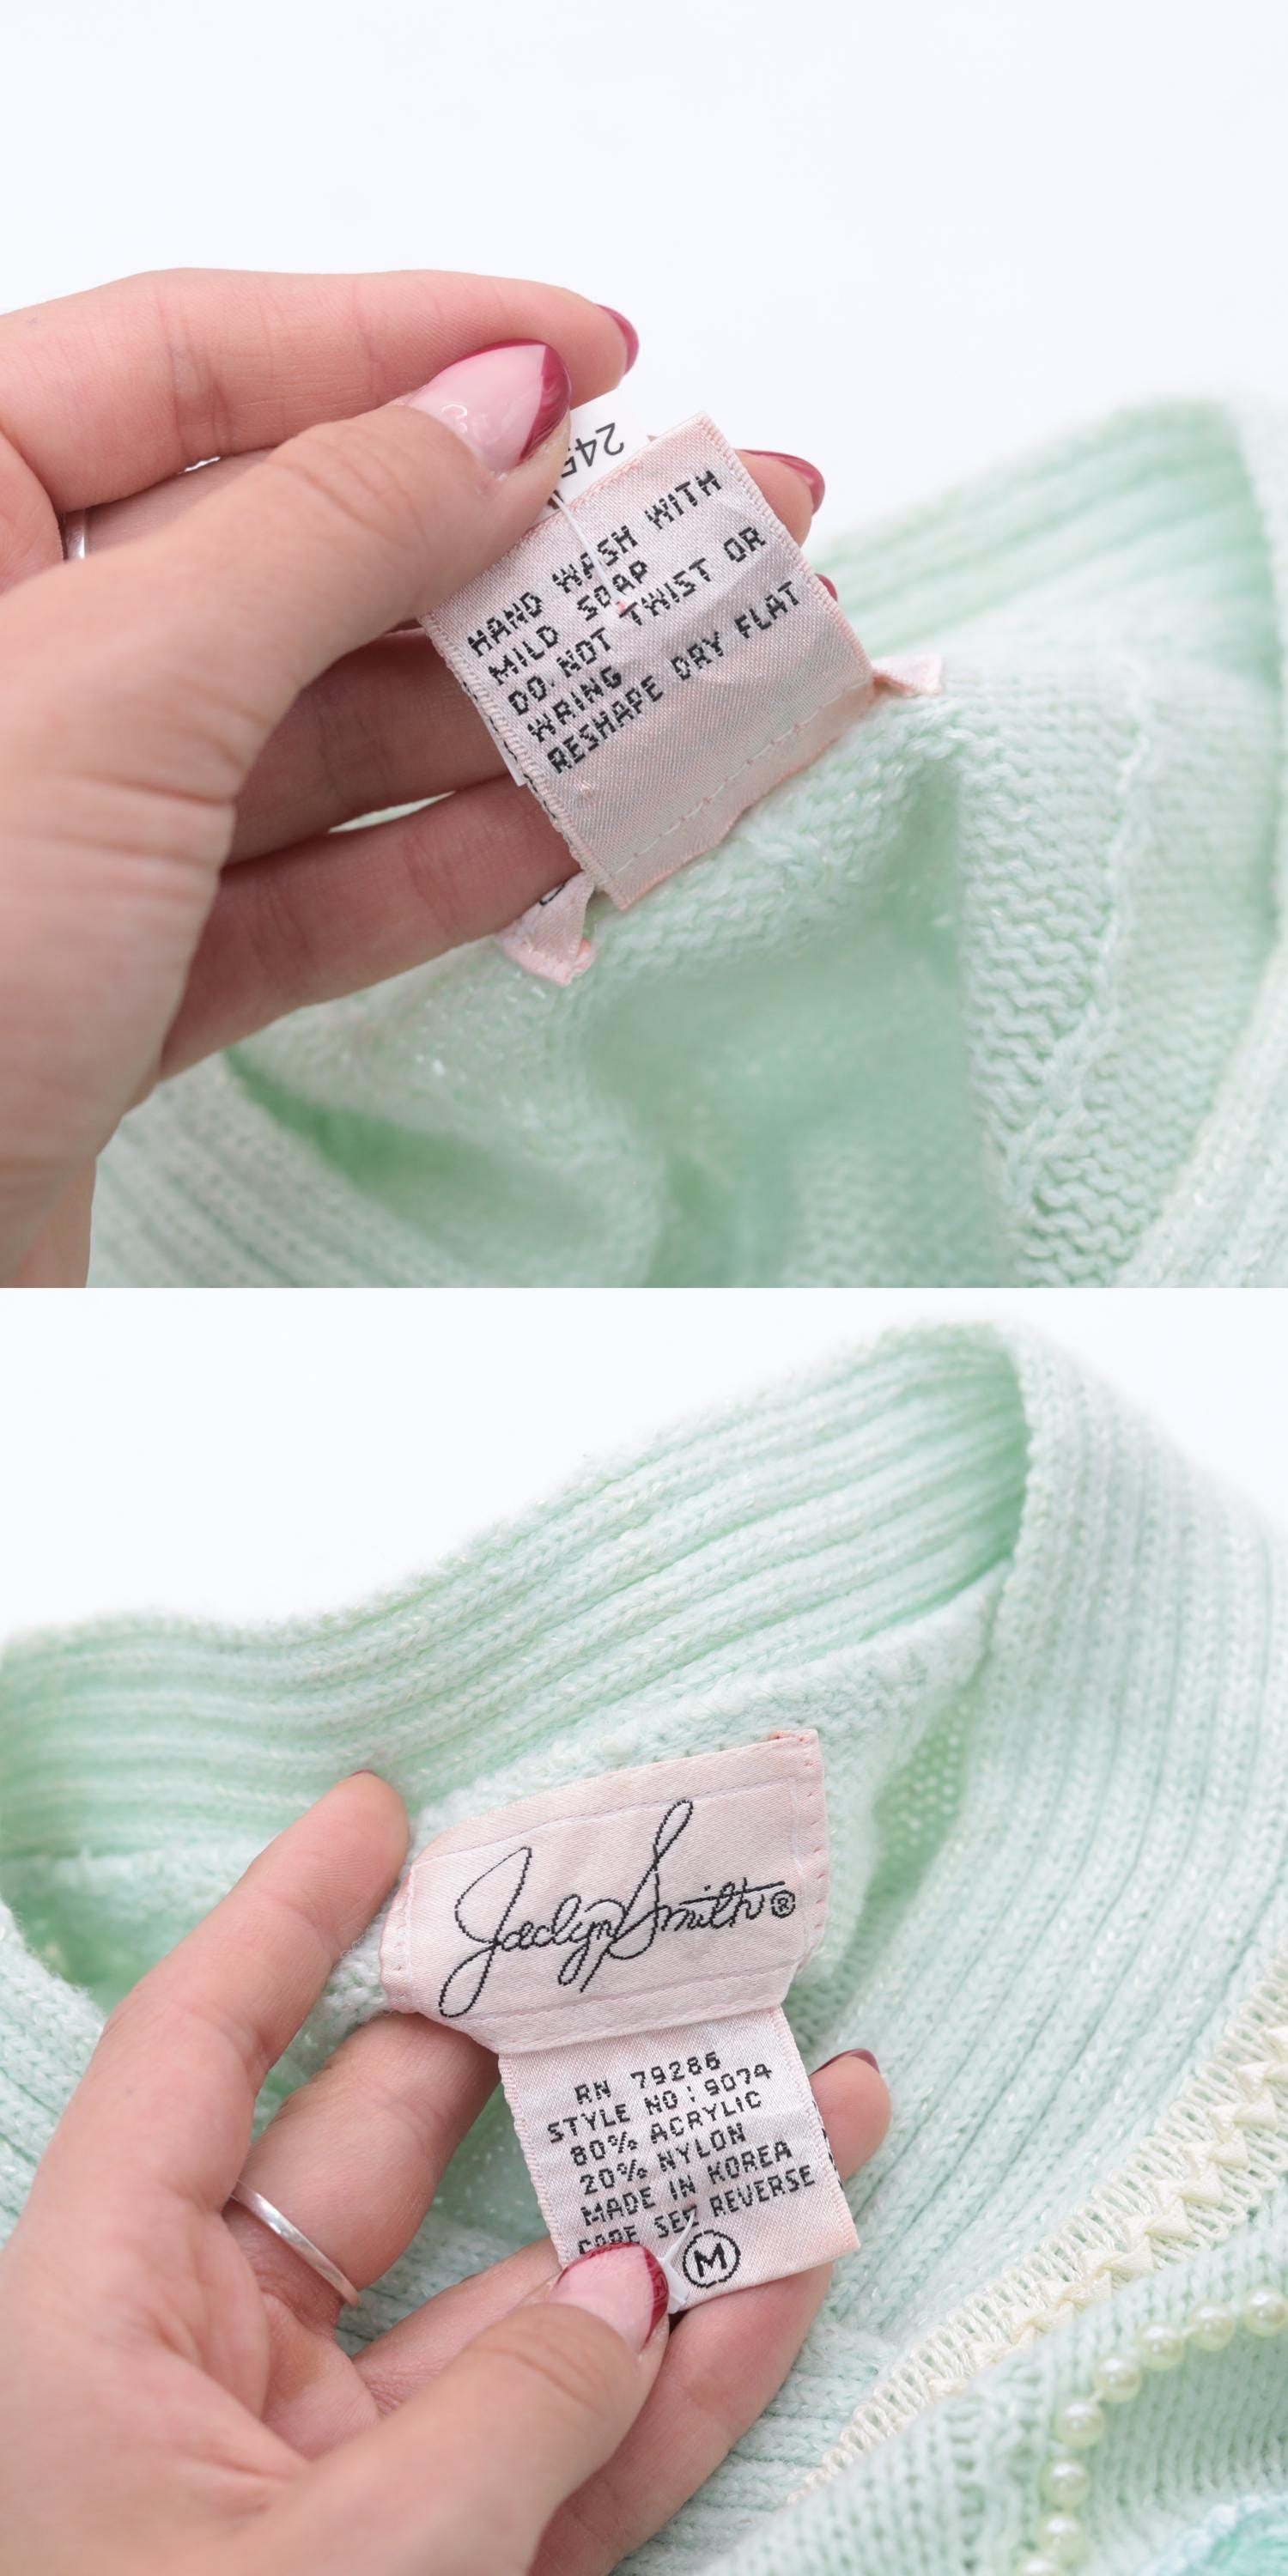 HAND WASH WITH
MILD SOAP
DO. NOT TWIST OR
WRING
RESHAPE DRY FLAT
Jaclyn Smith®
RN 79286
STYLE NO: 9074
80% ACRYLIC
20% NYLON
MADE IN KOREA
CARE SEE REVERSE
M